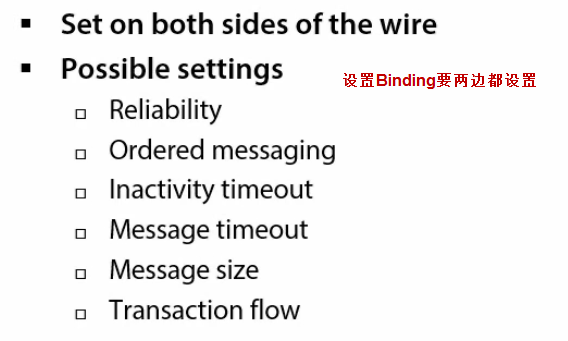 Set on both sides of the wire
Possible settings
设置Binding要两边都设置
Reliability
Ordered messaging
Inactivity timeout
Message timeout
Message size
Transaction flow